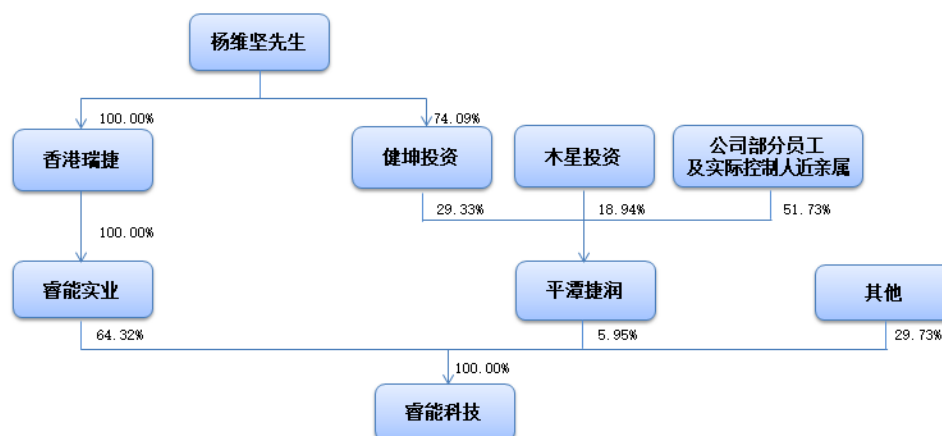 杨维坚先生
100.00%
74.09%
香港瑞捷
健坤投资
木星投资
公司部分员工
及实际控制人近亲属
29.33%
18.94%
51.73%
100.00%
睿能实业
平潭捷润
其他
64.32%
5.95%
29.73%
100.00%
睿能科技